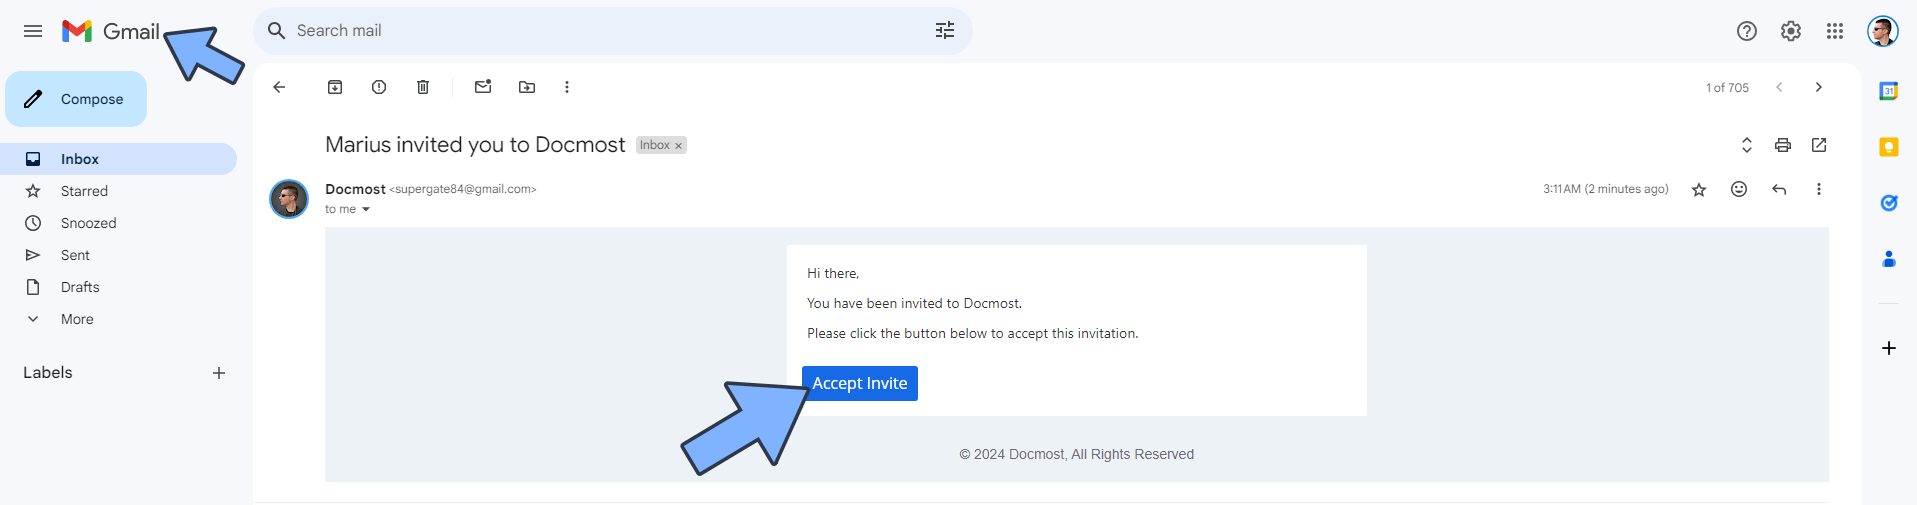 Gmail
Search mail
Compose
1 of 705
Marius invited you to Docmost Inbox ×
Inbox
Starred
Snoozed
Sent
Drafts
More
Labels
Docmost <supergate84@gmail.com>
3:11 AM (2 minutes ago)
to me
Hi there,
You have been invited to Docmost.
Please click the button below to accept this invitation.
Accept Invite
© 2024 Docmost, All Rights Reserved
31